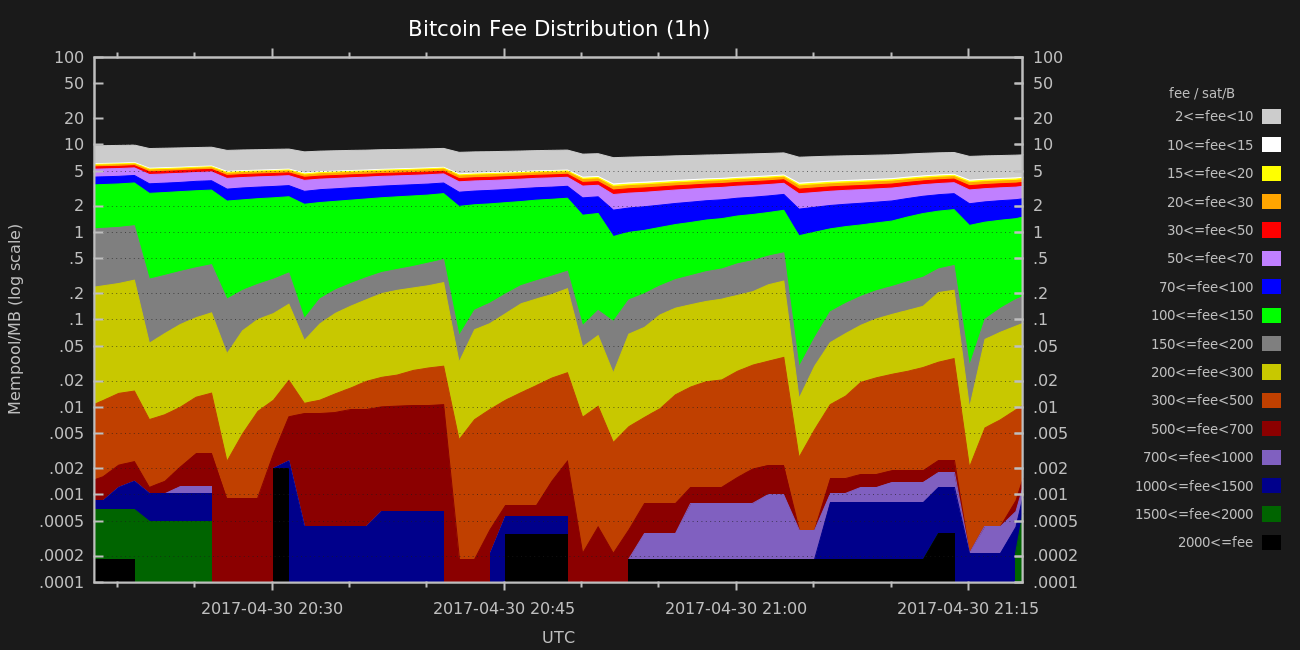 Bitcoin Fee Distribution (1h)
100 100
50 50
20 20
10 10
5 5
2 2
1 1
.5 .5
.2 .2
.1 .1
.05 .05
.02 .02
.01 .01
.005 .005
.002 .002
.001 .001
.0005 .0005
.0002 .0002
.0001 .0001
Mempool/MB (log scale)
2017-04-30 20:30 2017-04-30 20:45 2017-04-30 21:00 2017-04-30 21:15
UTC
fee / sat/B
2<=fee<10
10<=fee<15
15<=fee<20
20<=fee<30
30<=fee<50
50<=fee<70
70<=fee<100
100<=fee<150
150<=fee<200
200<=fee<300
300<=fee<500
500<=fee<700
700<=fee<1000
1000<=fee<1500
1500<=fee<2000
2000<=fee